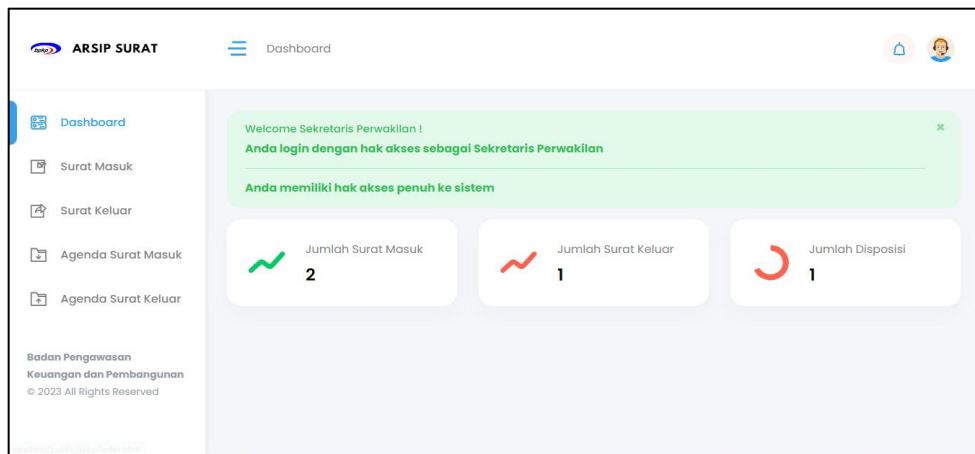 bpkp ARSIP SURAT
Dashboard
Dashboard
Surat Masuk
Surat Keluar
Agenda Surat Masuk
Agenda Surat Keluar
Badan Pengawasan
Keuangan dan Pembangunan
© 2023 All Rights Reserved
Welcome Sekretaris Perwakilan !
Anda login dengan hak akses sebagai Sekretaris Perwakilan
Anda memiliki hak akses penuh ke sistem
Jumlah Surat Masuk
2
Jumlah Surat Keluar
1
Jumlah Disposisi
1